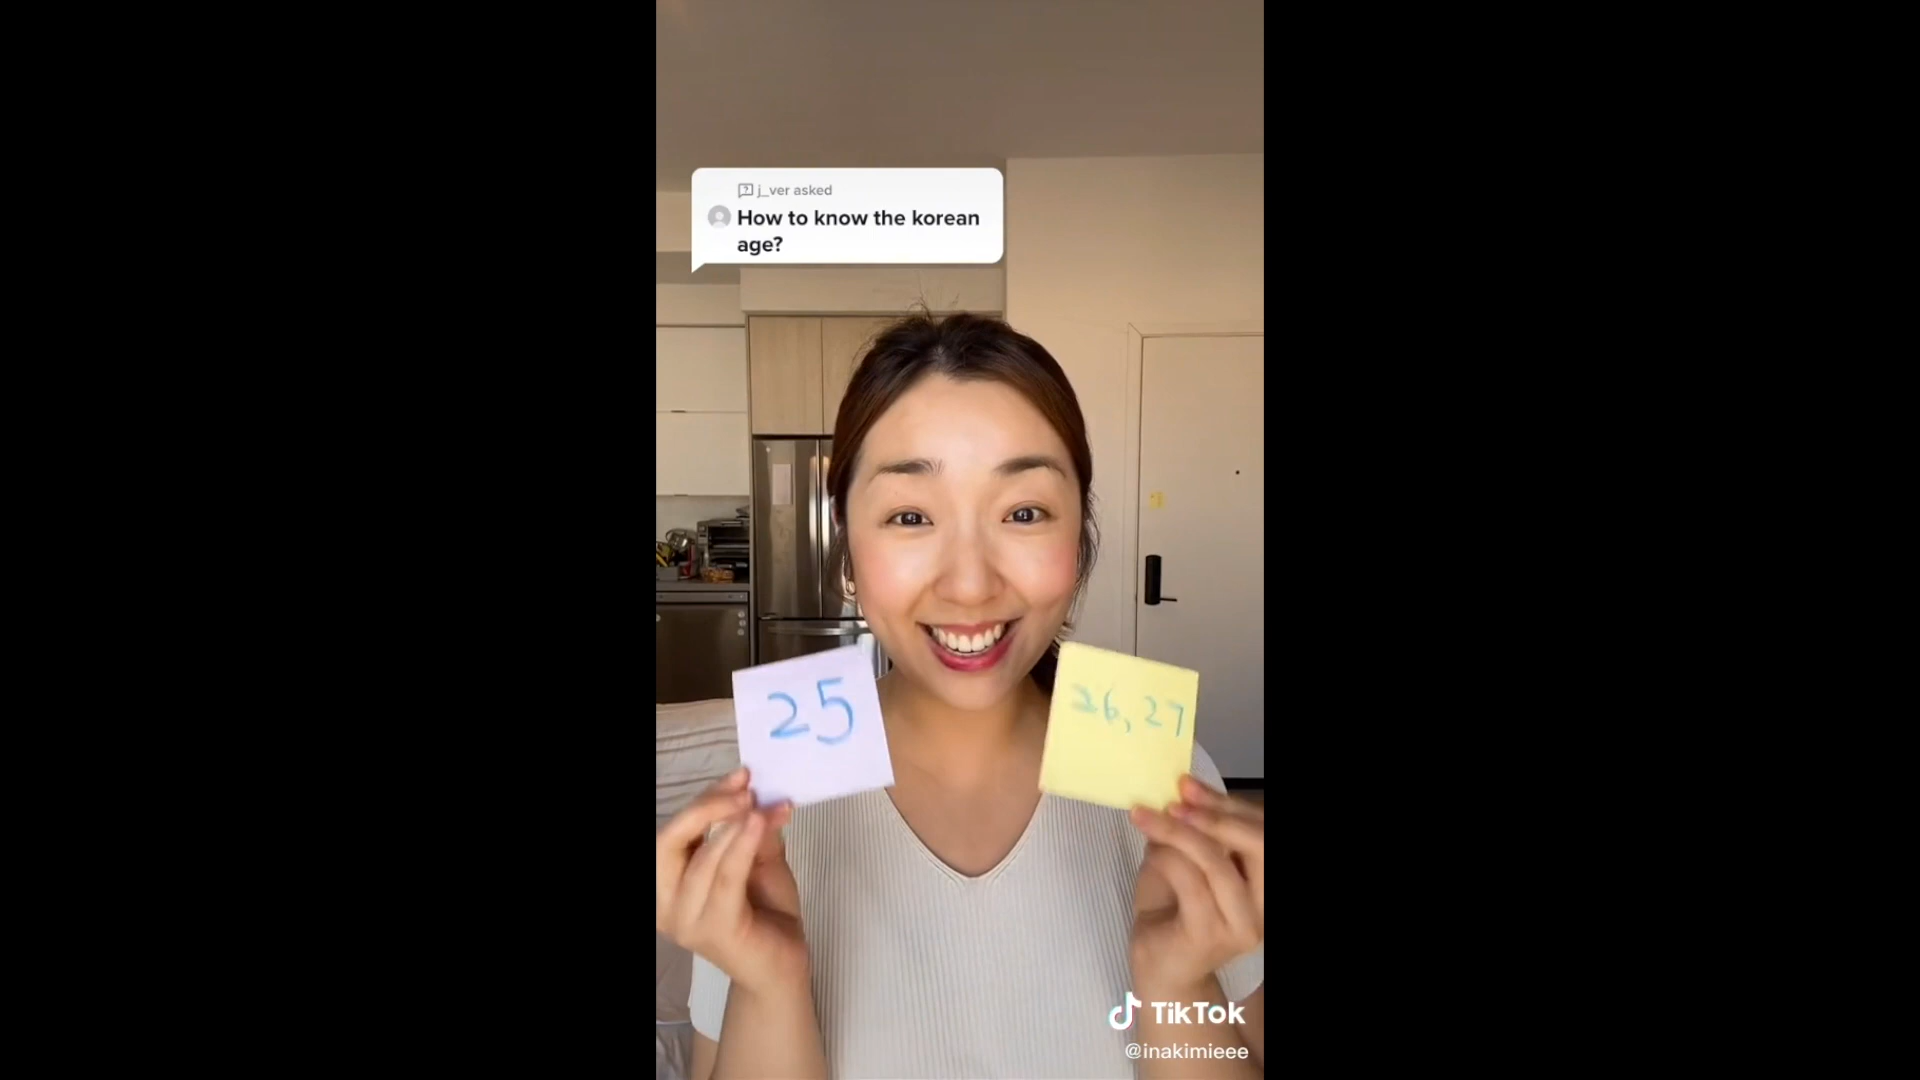 j_ver asked
How to know the korean
age?
25
26, 27
TikTok
@inakimieee